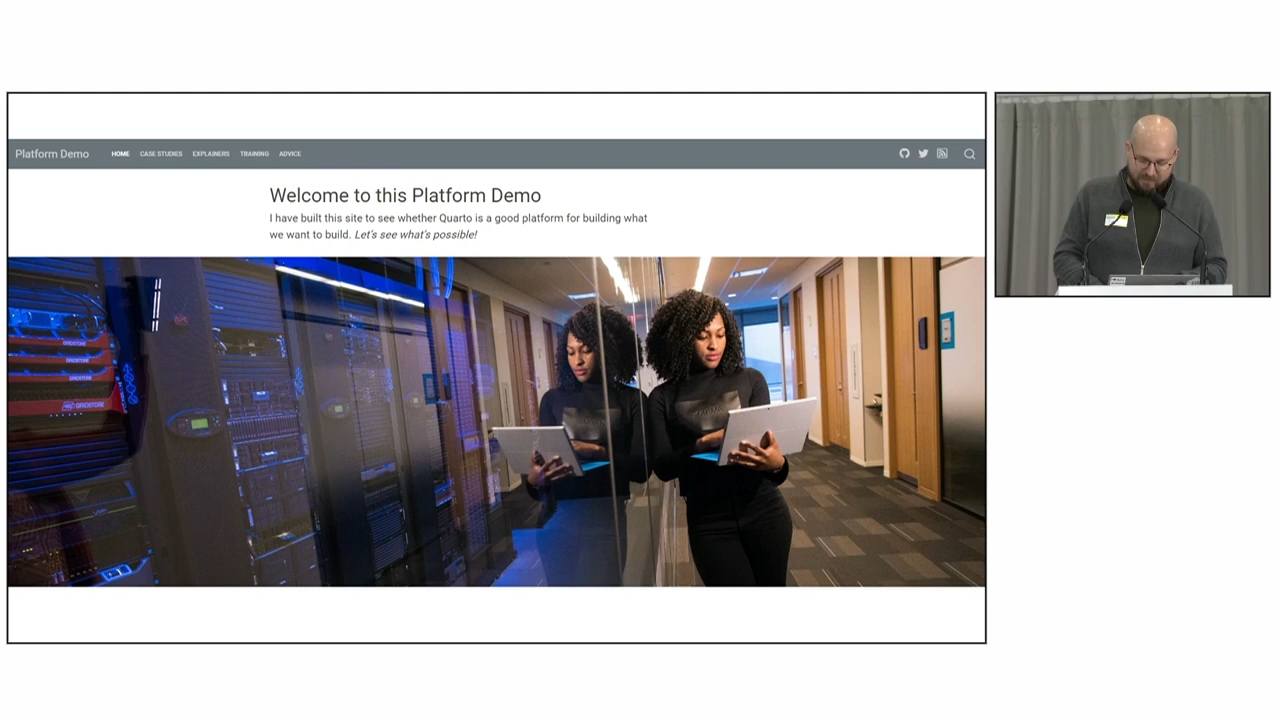 Platform Demo HOME CASE STUDIES EXPLAINERS TRAINING ADVICE
Welcome to this Platform Demo
I have built this site to see whether Quarto is a good platform for building what
we want to build. Let's see what's possible!